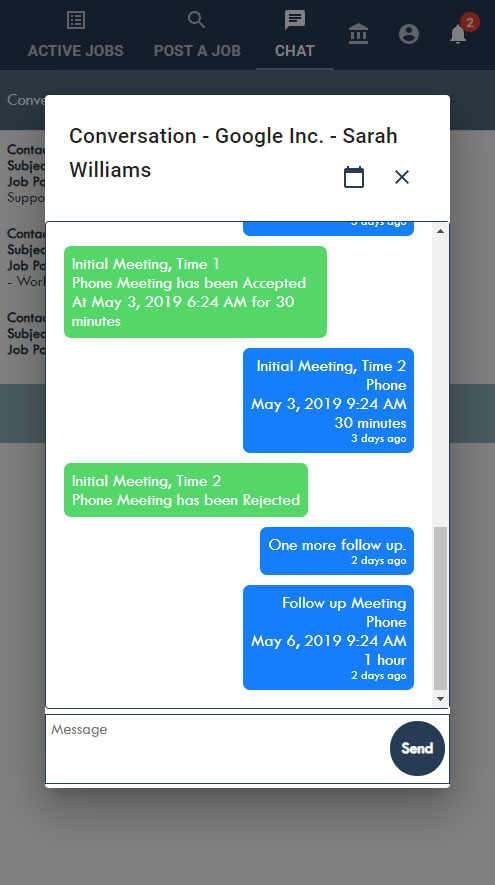 ACTIVE JOBS
POST A JOB
CHAT
2
Conve
Conta
Subjec
Job Po
Suppo
Conta
Subjec
Job Po
- Worl
Conta
Subjec
Job Po
Conversation - Google Inc. - Sarah
Williams
3 days ago
Initial Meeting, Time 1
Phone Meeting has been Accepted
At May 3, 2019 6:24 AM for 30
minutes
Initial Meeting, Time 2
Phone
May 3, 2019 9:24 AM
30 minutes
3 days ago
Initial Meeting, Time 2
Phone Meeting has been Rejected
One more follow up.
2 days ago
Follow up Meeting
Phone
May 6, 2019 9:24 AM
1 hour
2 days ago
Message
Send